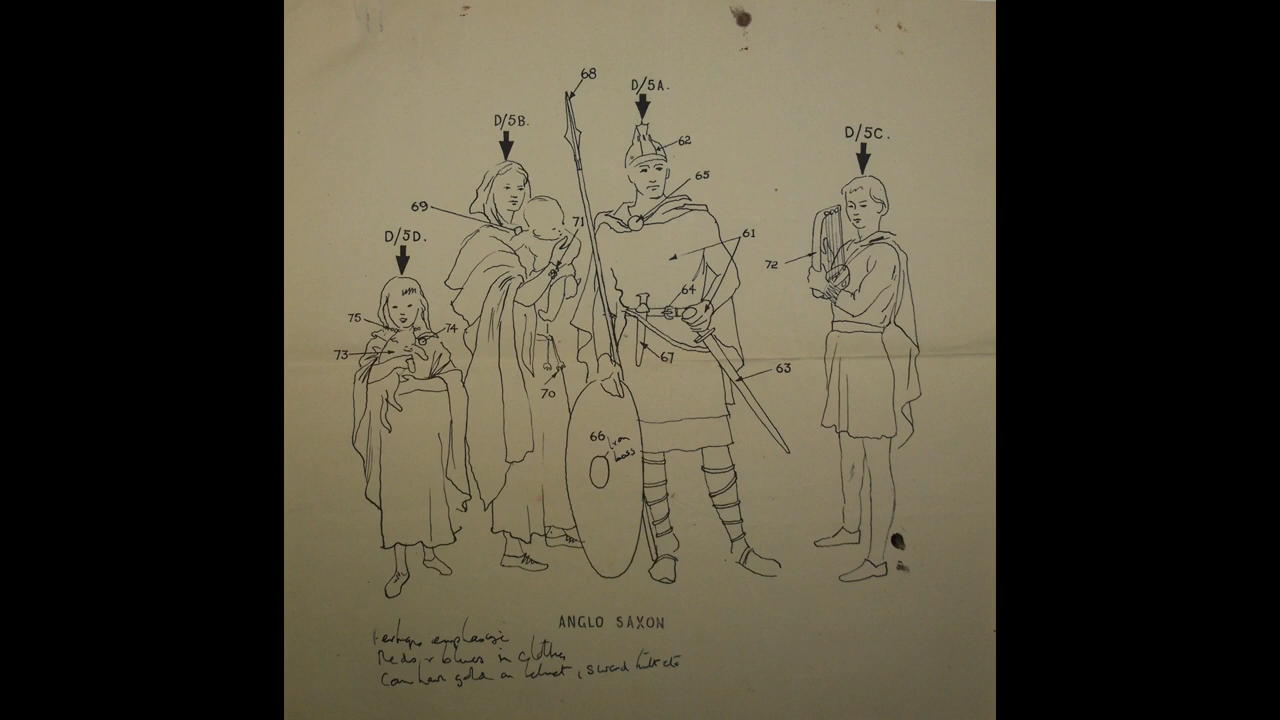 68
D/5A.
D/5B.
62
D/5C.
65
69
71
61
D/5D.
72
64
75
74
73
67
63
70
66
Iron
boss
ANGLO SAXON
Perhaps emphasize
Reds + blues in clothes
Can have gold on helmet, sword hilt etc